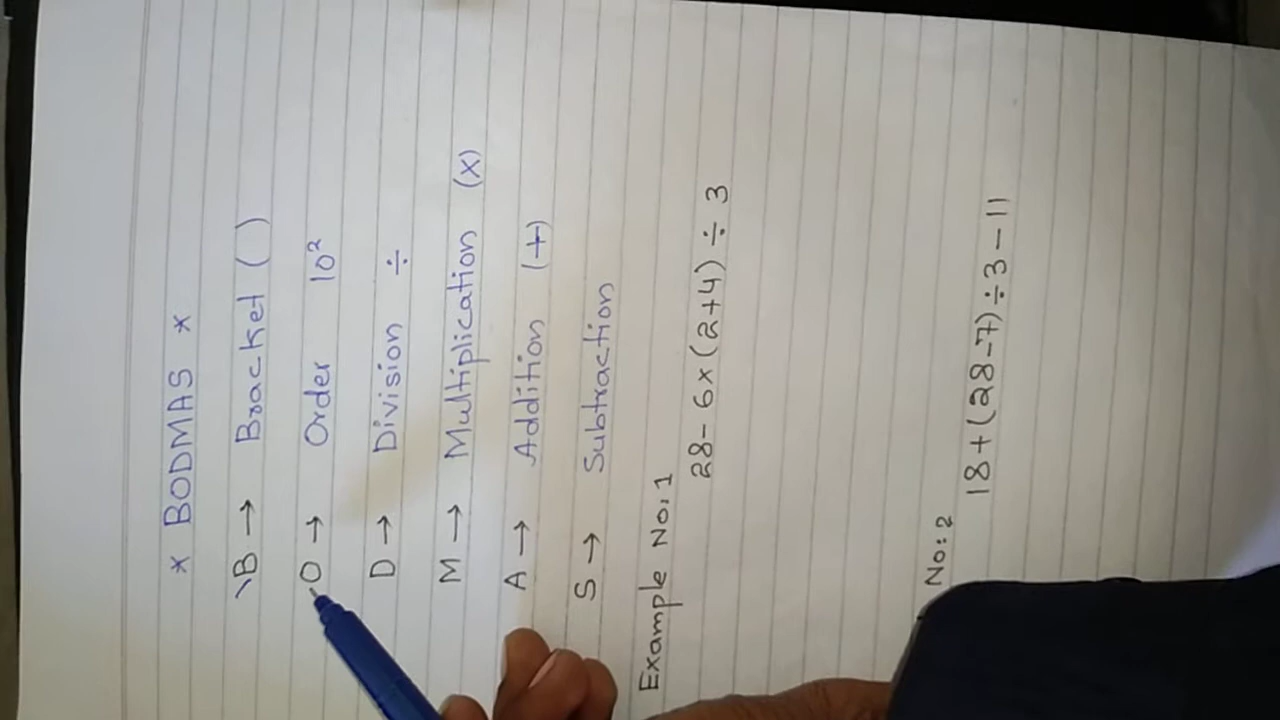 * BODMAS *
B → Bracket ( )
O → Order 10²
D → Division ÷
M → Multiplication (x)
A → Addition (+)
S → Subtraction
Example No: 1
28 - 6 x (2+4) ÷ 3
No: 2
18 + (28-7) ÷ 3 - 11